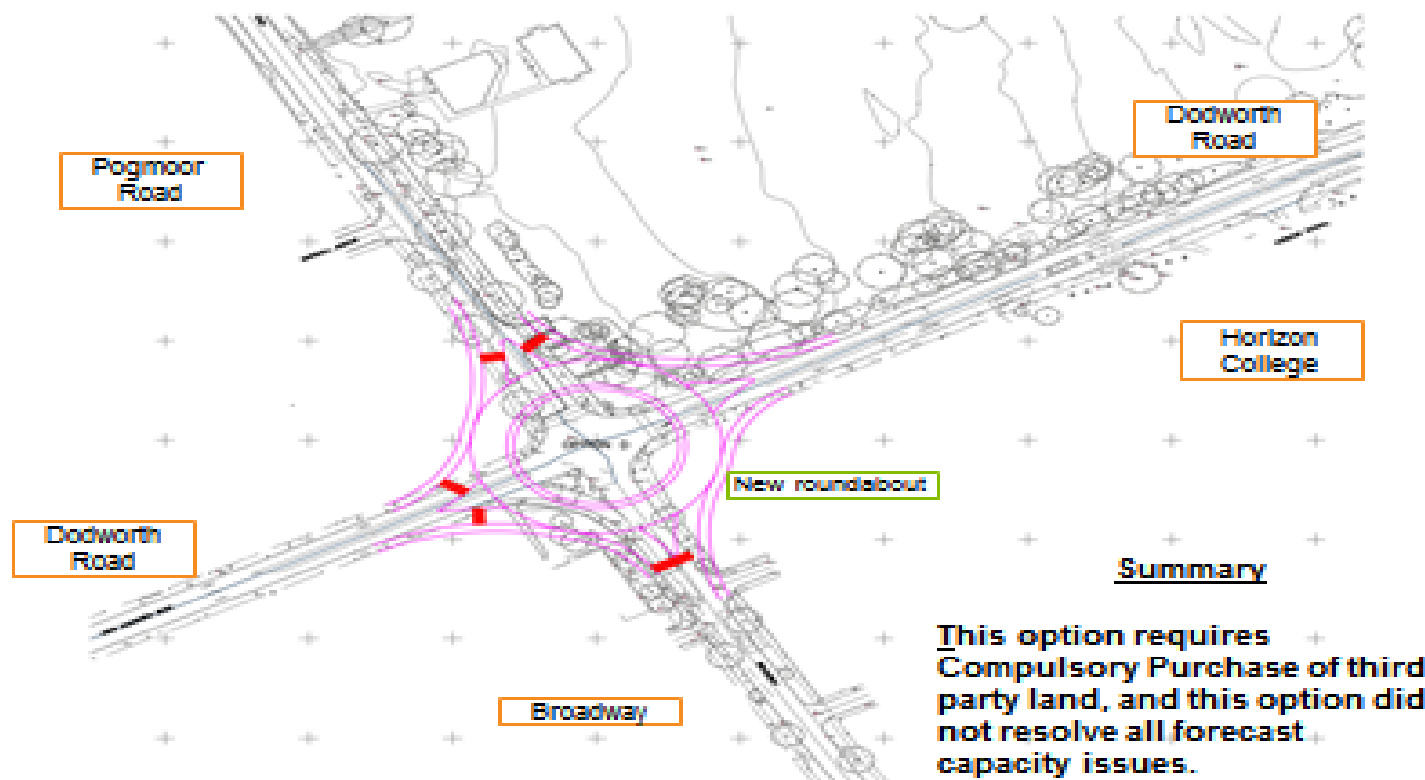 Dodworth
Road
Pogmoor
Road
Horizon
College
New roundabout
Dodworth
Road
Summary
This option requires
Compulsory Purchase of third
party land, and this option did
not resolve all forecast
capacity issues.
Broadway